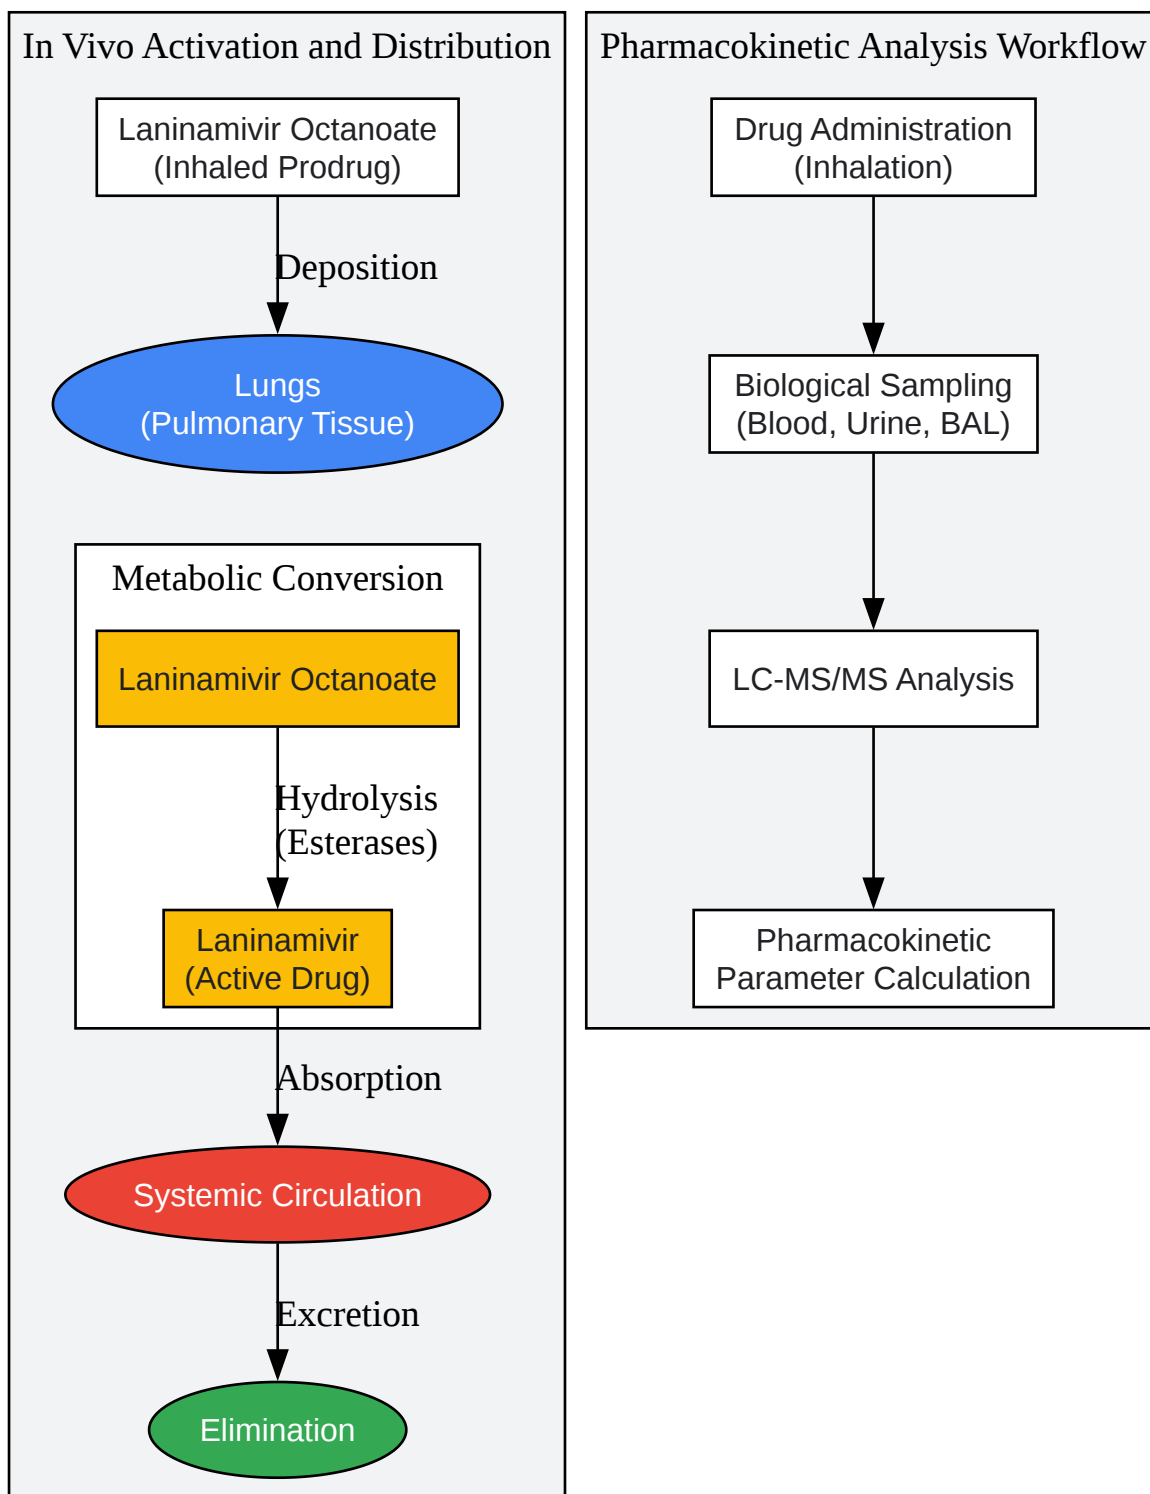 In Vivo Activation and Distribution
Laninamivir Octanoate
(Inhaled Prodrug)
Deposition
Lungs
(Pulmonary Tissue)
Metabolic Conversion
Laninamivir Octanoate
Hydrolysis
(Esterases)
Laninamivir
(Active Drug)
Absorption
Systemic Circulation
Excretion
Elimination
Pharmacokinetic Analysis Workflow
Drug Administration
(Inhalation)
Biological Sampling
(Blood, Urine, BAL)
LC-MS/MS Analysis
Pharmacokinetic
Parameter Calculation